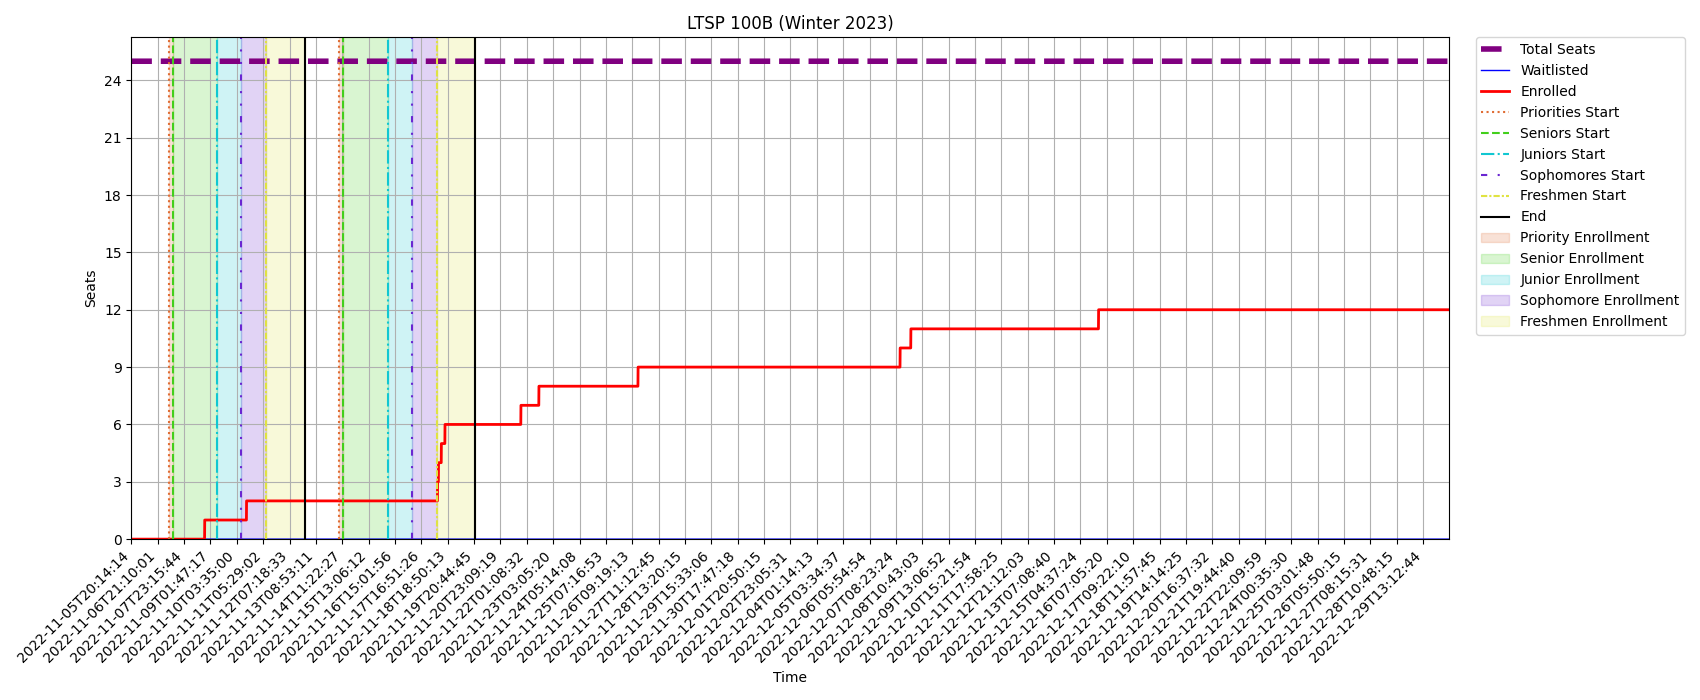 LTSP 100B (Winter 2023)
Seats
24
21
18
15
12
9
6
3
0
2022-11-05T20:14:14
2022-11-06T21:10:01
2022-11-07T23:15:44
2022-11-09T01:47:17
2022-11-10T03:35:00
2022-11-11T05:29:02
2022-11-12T07:18:33
2022-11-13T08:53:11
2022-11-14T11:22:27
2022-11-15T13:06:12
2022-11-16T15:01:56
2022-11-17T16:51:26
2022-11-18T18:50:13
2022-11-19T20:44:45
2022-11-20T23:09:19
2022-11-22T01:08:32
2022-11-23T03:05:20
2022-11-24T05:14:08
2022-11-25T07:16:53
2022-11-26T09:19:13
2022-11-27T11:12:45
2022-11-28T13:20:15
2022-11-29T15:33:06
2022-11-30T17:47:18
2022-12-01T20:50:15
2022-12-02T23:05:31
2022-12-04T01:14:13
2022-12-05T03:34:37
2022-12-06T05:54:54
2022-12-07T08:23:24
2022-12-08T10:43:03
2022-12-09T13:06:52
2022-12-10T15:21:54
2022-12-11T17:58:25
2022-12-12T21:12:03
2022-12-13T07:08:40
2022-12-15T04:37:24
2022-12-16T07:05:20
2022-12-17T09:22:10
2022-12-18T11:57:45
2022-12-19T14:14:25
2022-12-20T16:37:32
2022-12-21T19:44:40
2022-12-22T22:09:59
2022-12-24T00:35:30
2022-12-25T03:01:48
2022-12-26T05:50:15
2022-12-27T08:15:31
2022-12-28T10:48:15
2022-12-29T13:12:44
Time
Total Seats
Waitlisted
Enrolled
Priorities Start
Seniors Start
Juniors Start
Sophomores Start
Freshmen Start
End
Priority Enrollment
Senior Enrollment
Junior Enrollment
Sophomore Enrollment
Freshmen Enrollment